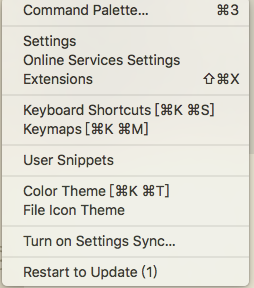 Command Palette... ⌘3
Settings
Online Services Settings
Extensions ⇧⌘X
Keyboard Shortcuts [⌘K ⌘S]
Keymaps [⌘K ⌘M]
User Snippets
Color Theme [⌘K ⌘T]
File Icon Theme
Turn on Settings Sync...
Restart to Update (1)